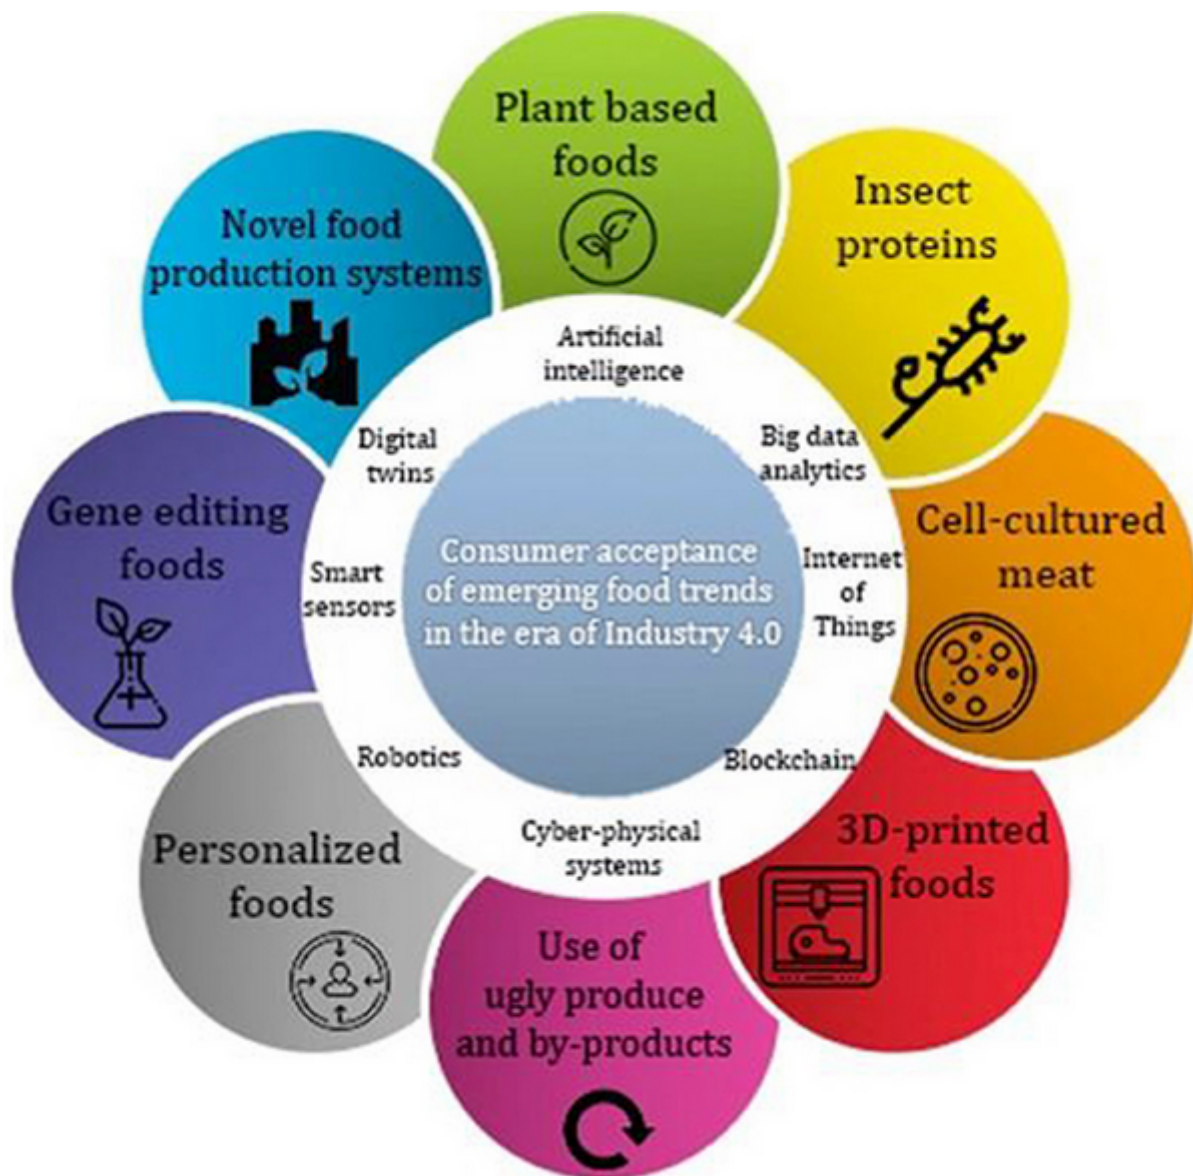 Plant based
foods
Insect
proteins
Cell-cultured
meat
3D-printed
foods
Use of
ugly produce
and by-products
Personalized
foods
Gene editing
foods
Novel food
production systems
Artificial
intelligence
Big data
analytics
Internet
of
Things
Blockchain
Cyber-physical
systems
Robotics
Smart
sensors
Digital
twins
Consumer acceptance
of emerging food trends
in the era of Industry 4.0